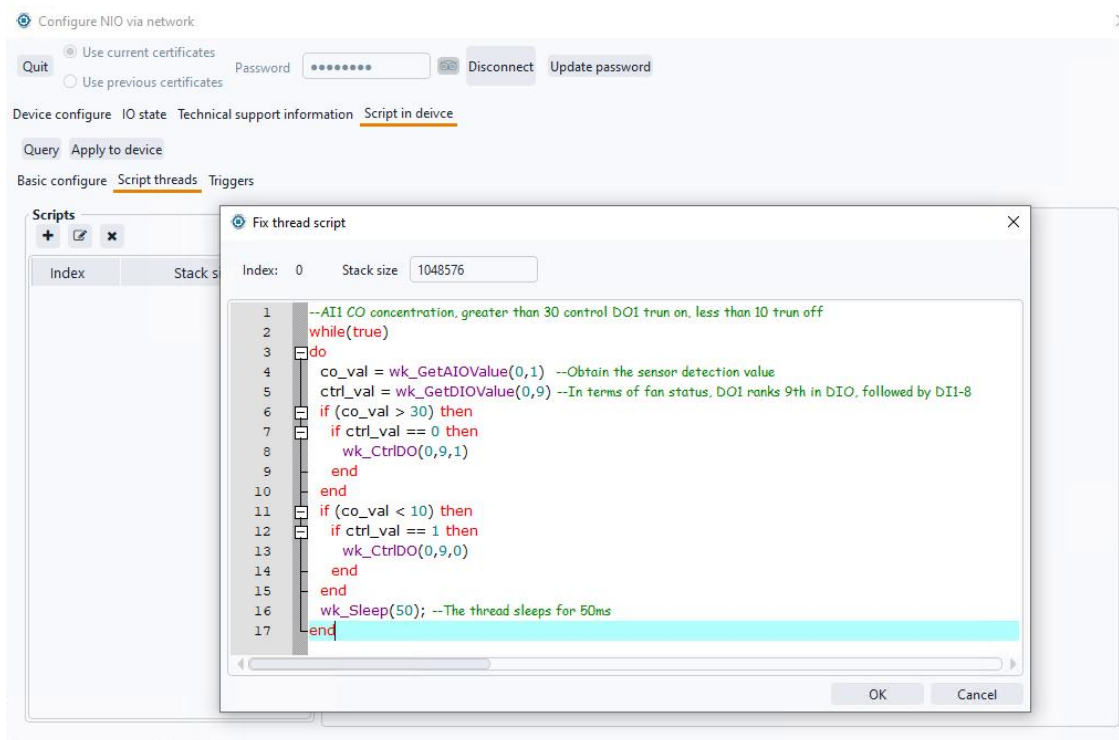 Configure NIO via network
Quit
Use current certificates
Use previous certificates
Password
Disconnect
Update password
Device configure IO state Technical support information Script in deivce
Query Apply to device
Basic configure Script threads Triggers
Scripts
Index Stack s
Fix thread script
Index: 0 Stack size 1048576
1 --AI1 CO concentration, greater than 30 control DO1 trun on, less than 10 trun off
2 while(true)
3 do
4 co_val = wk_GetAIOValue(0,1) --Obtain the sensor detection value
5 ctrl_val = wk_GetDIOValue(0,9) --In terms of fan status, DO1 ranks 9th in DIO, followed by DI1-8
6 if (co_val > 30) then
7 if ctrl_val == 0 then
8 wk_CtrlDO(0,9,1)
9 end
10 end
11 if (co_val < 10) then
12 if ctrl_val == 1 then
13 wk_CtrlDO(0,9,0)
14 end
15 end
16 wk_Sleep(50); --The thread sleeps for 50ms
17 end
OK Cancel